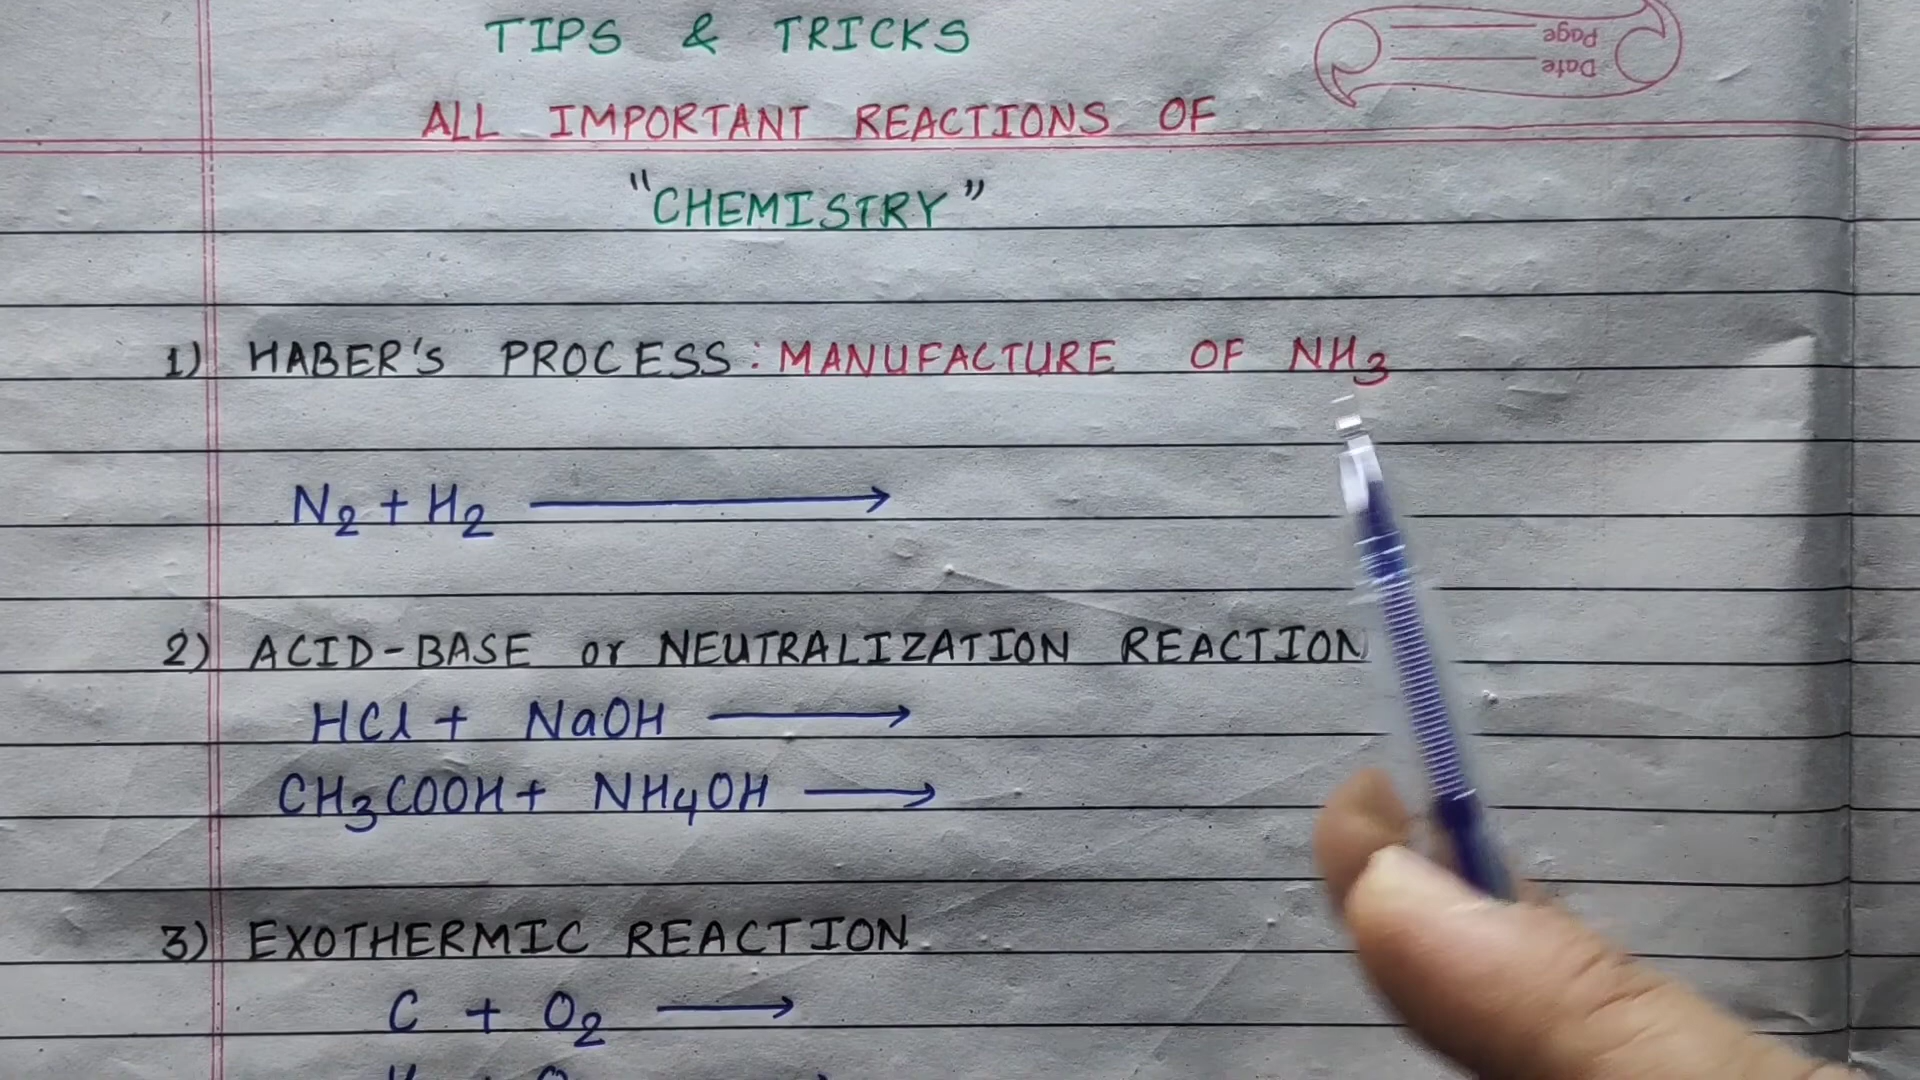 TIPS & TRICKS
Page
Date
ALL IMPORTANT REACTIONS OF
"CHEMISTRY"
1) HABER'S PROCESS: MANUFACTURE OF NH3
N2 + H2 ⟶
2) ACID-BASE or NEUTRALIZATION REACTION
HCl + NaOH ⟶
CH3COOH + NH4OH ⟶
3) EXOTHERMIC REACTION
C + O2 ⟶